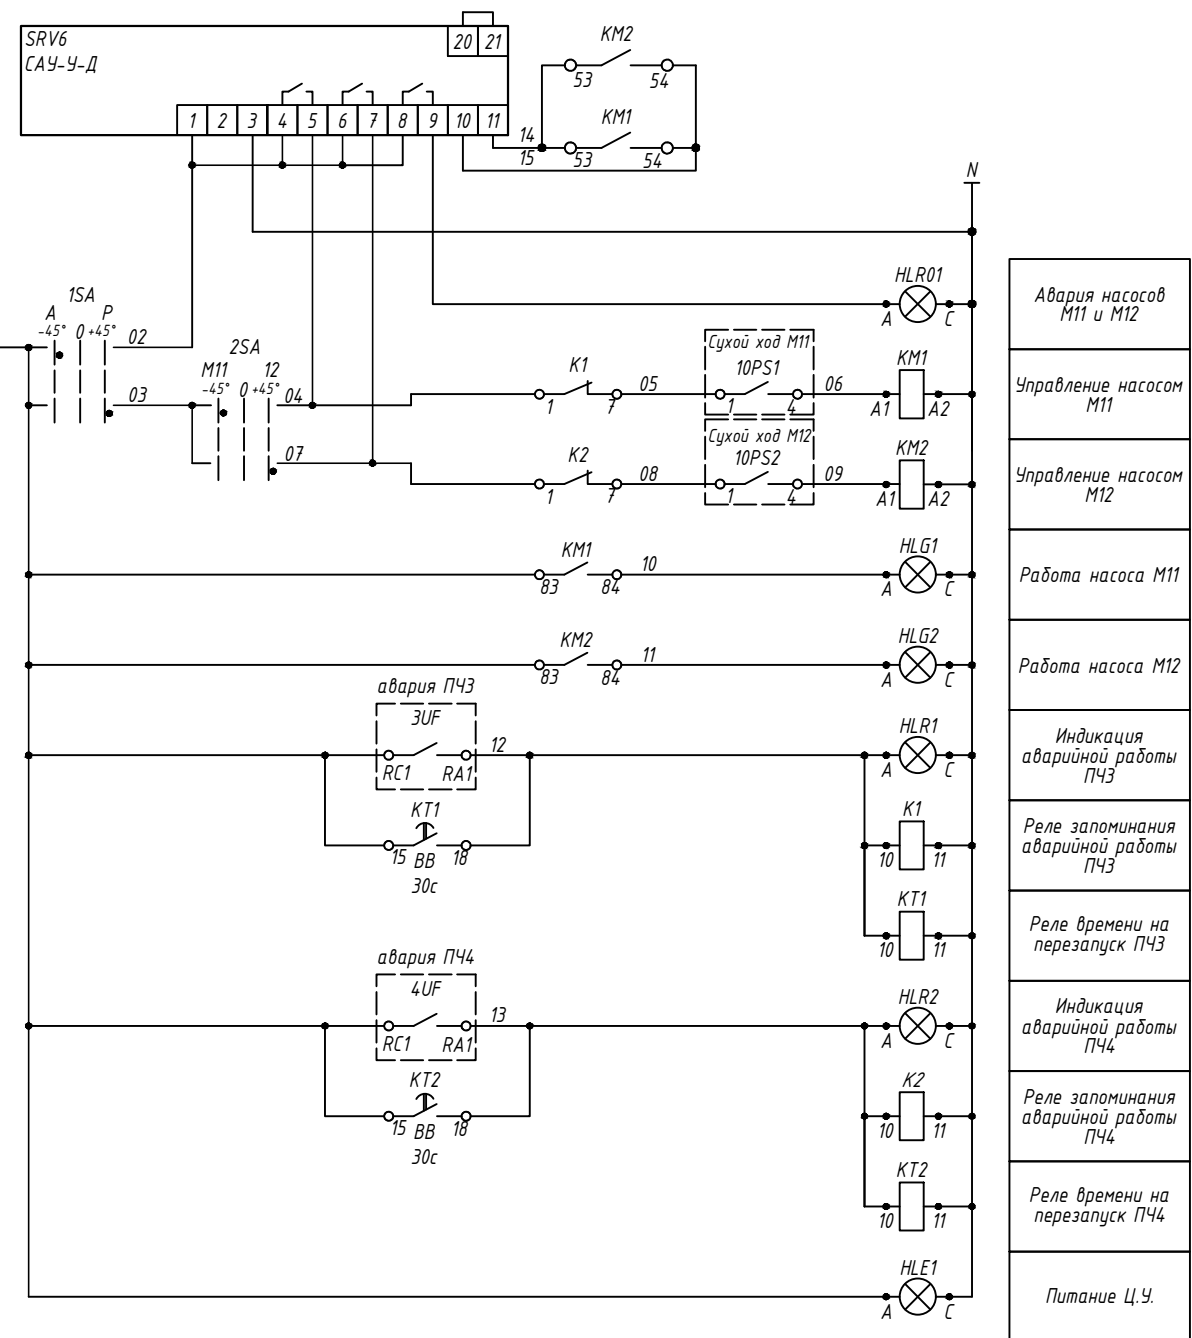 SRV6
САУ-У-Д
20 21
1 2 3 4 5 6 7 8 9 10 11
14
15
KM2
53 54
KM1
53 54
N
HLR01
A C
Авария насосов
М11 и М12
1SA
A P
-45° 0 +45°
02
03
2SA
М11 12
-45° 0 +45°
04
07
K1
1 7
05
Сухой ход М11
10PS1
1 4
06
KM1
A1 A2
Управление насосом
М11
K2
1 7
08
Сухой ход М12
10PS2
1 4
09
KM2
A1 A2
Управление насосом
М12
KM1
83 84
10
HLG1
A C
Работа насоса М11
KM2
83 84
11
HLG2
A C
Работа насоса М12
авария ПЧ3
3UF
RC1 RA1
12
HLR1
A C
Индикация
аварийной работы
ПЧ3
KT1
15 ВВ 18
30с
K1
10 11
Реле запоминания
аварийной работы
ПЧ3
KT1
10 11
Реле времени на
перезапуск ПЧ3
авария ПЧ4
4UF
RC1 RA1
13
HLR2
A C
Индикация
аварийной работы
ПЧ4
KT2
15 ВВ 18
30с
K2
10 11
Реле запоминания
аварийной работы
ПЧ4
KT2
10 11
Реле времени на
перезапуск ПЧ4
HLE1
A C
Питание Ц.У.